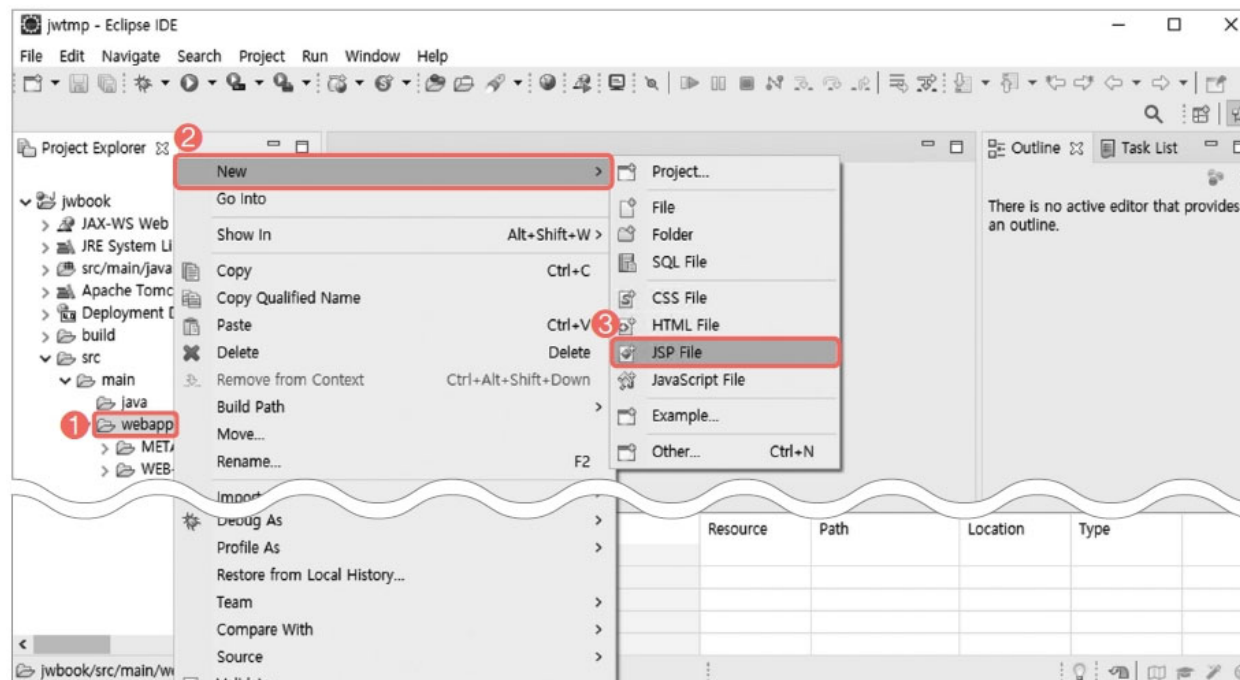 jwtmp - Eclipse IDE
File Edit Navigate Search Project Run Window Help
Project Explorer
jwbook
JAX-WS Web
JRE System Li
src/main/java
Apache Tomc
Deployment D
build
src
main
java
1 webapp
META
WEB-
jwbook/src/main/we
2
New
Go Into
Show In Alt+Shift+W
Copy Ctrl+C
Copy Qualified Name
Paste Ctrl+V
Delete Delete
Remove from Context Ctrl+Alt+Shift+Down
Build Path
Move...
Rename... F2
Import
Debug As
Profile As
Restore from Local History...
Team
Compare With
Source
Project...
File
Folder
SQL File
CSS File
HTML File
3 JSP File
JavaScript File
Example...
Other... Ctrl+N
Outline Task List
There is no active editor that provides
an outline.
Resource Path Location Type